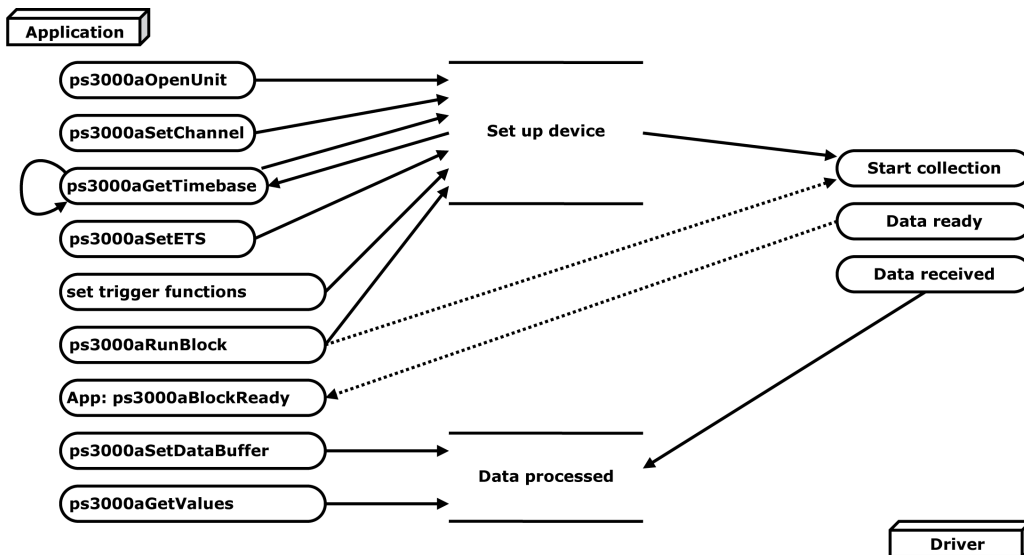 Application
ps3000aOpenUnit
ps3000aSetChannel
ps3000aGetTimebase
ps3000aSetETS
set trigger functions
ps3000aRunBlock
App: ps3000aBlockReady
ps3000aSetDataBuffer
ps3000aGetValues
Set up device
Data processed
Start collection
Data ready
Data received
Driver